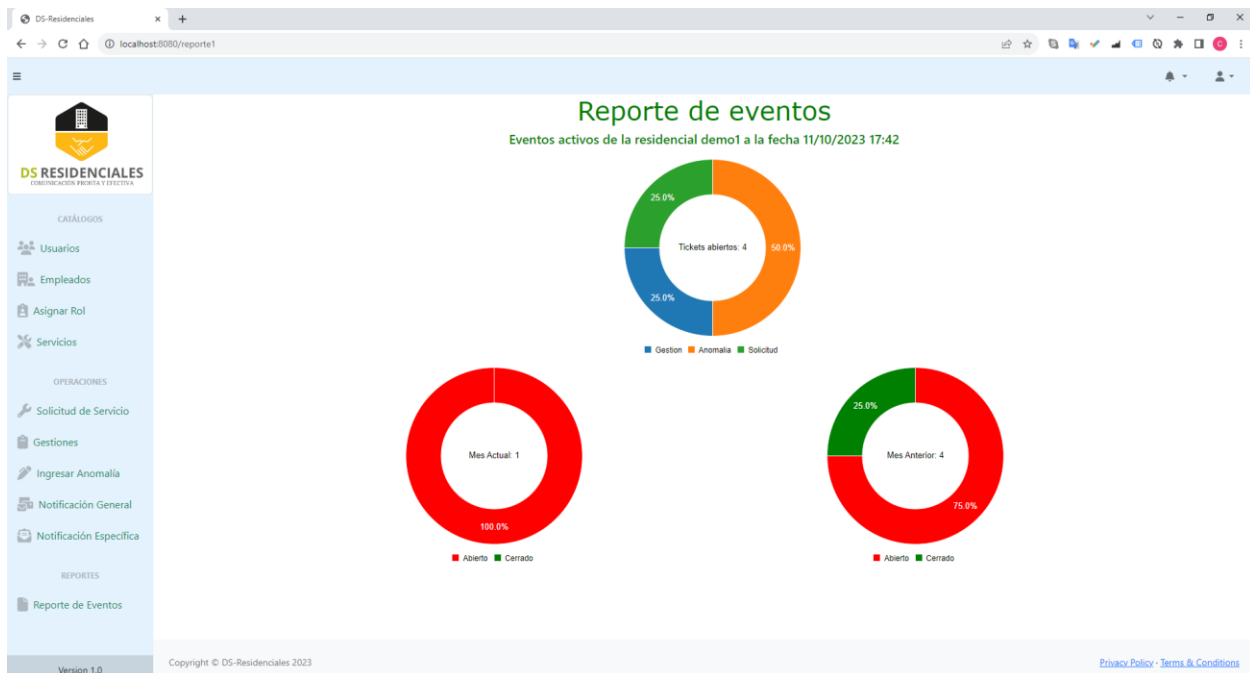 DS-Residenciales
localhost:8080/reporte1
C
DS RESIDENCIALES
COMUNICACIÓN PRONTA Y EFECTIVA
CATÁLOGOS
Usuarios
Empleados
Asignar Rol
Servicios
OPERACIONES
Solicitud de Servicio
Gestiones
Ingresar Anomalía
Notificación General
Notificación Específica
REPORTES
Reporte de Eventos
Version 1.0
Reporte de eventos
Eventos activos de la residencial demo1 a la fecha 11/10/2023 17:42
25.0%
Tickets abiertos: 4
50.0%
25.0%
Gestion Anomalia Solicitud
Mes Actual: 1
100.0%
Abierto Cerrado
25.0%
Mes Anterior: 4
75.0%
Abierto Cerrado
Copyright © DS-Residenciales 2023
Privacy Policy · Terms & Conditions